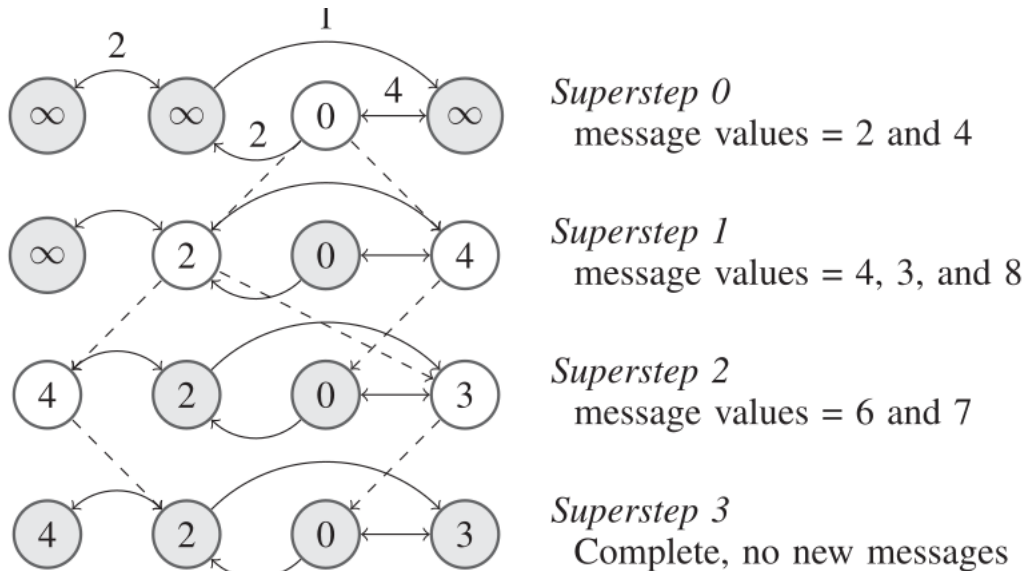 1
2
∞ ∞ 0 4 ∞
2
Superstep 0
message values = 2 and 4
∞ 2 0 4
Superstep 1
message values = 4, 3, and 8
4 2 0 3
Superstep 2
message values = 6 and 7
4 2 0 3
Superstep 3
Complete, no new messages